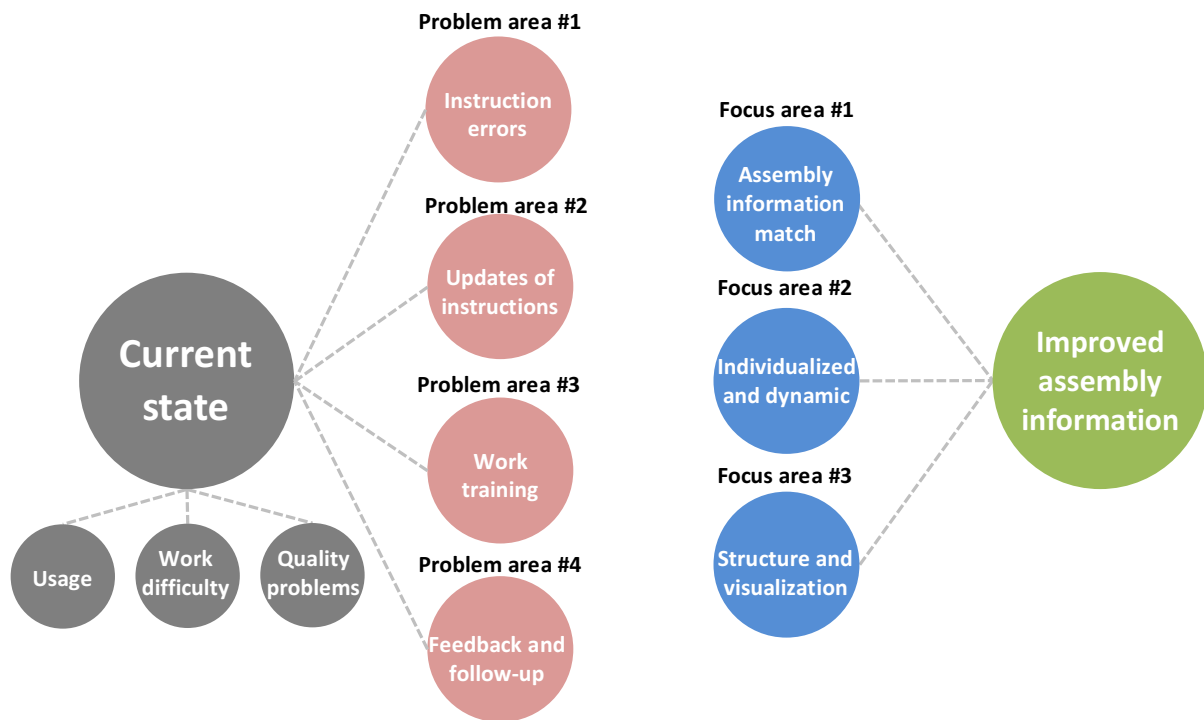 Problem area #1
Instruction
errors
Problem area #2
Updates of
instructions
Problem area #3
Work
training
Problem area #4
Feedback and
follow-up
Current
state
Usage
Work
difficulty
Quality
problems
Focus area #1
Assembly
information
match
Focus area #2
Individualized
and dynamic
Focus area #3
Structure and
visualization
Improved
assembly
information